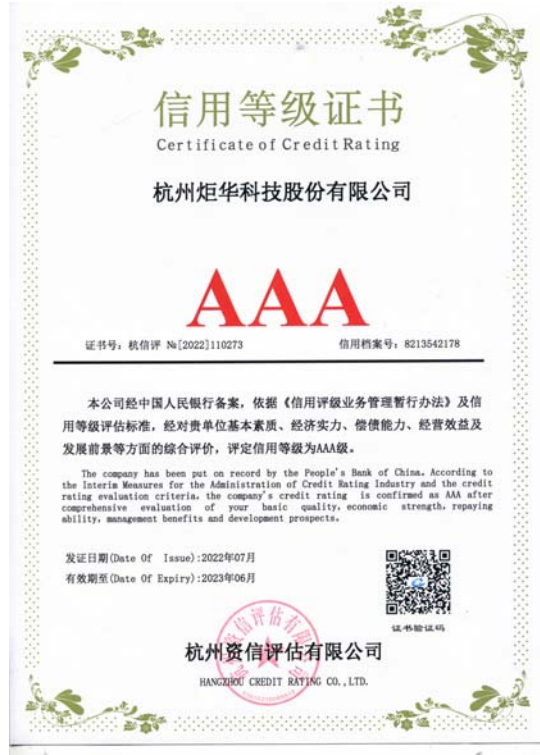 信用等级证书
Certificate of Credit Rating
杭州炬华科技股份有限公司
AAA
证书号：杭信评 №[2022]110273 信用档案号：8213542178
本公司经中国人民银行备案，依据《信用评级业务管理暂行办法》及信
用等级评估标准，经对贵单位基本素质、经济实力、偿债能力、经营效益及
发展前景等方面的综合评价，评定信用等级为AAA级。
The company has been put on record by the People's Bank of China. According to
the Interim Measures for the Administration of Credit Rating Industry and the credit
rating evaluation criteria, the company's credit rating is confirmed as AAA after
comprehensive evaluation of your basic quality, economic strength, repaying
ability, management benefits and development prospects.
发证日期(Date Of Issue):2022年07月
有效期至(Date Of Expiry):2023年06月
证书验证码
杭州资信评估有限公司
HANGZHOU CREDIT RATING CO.,LTD.